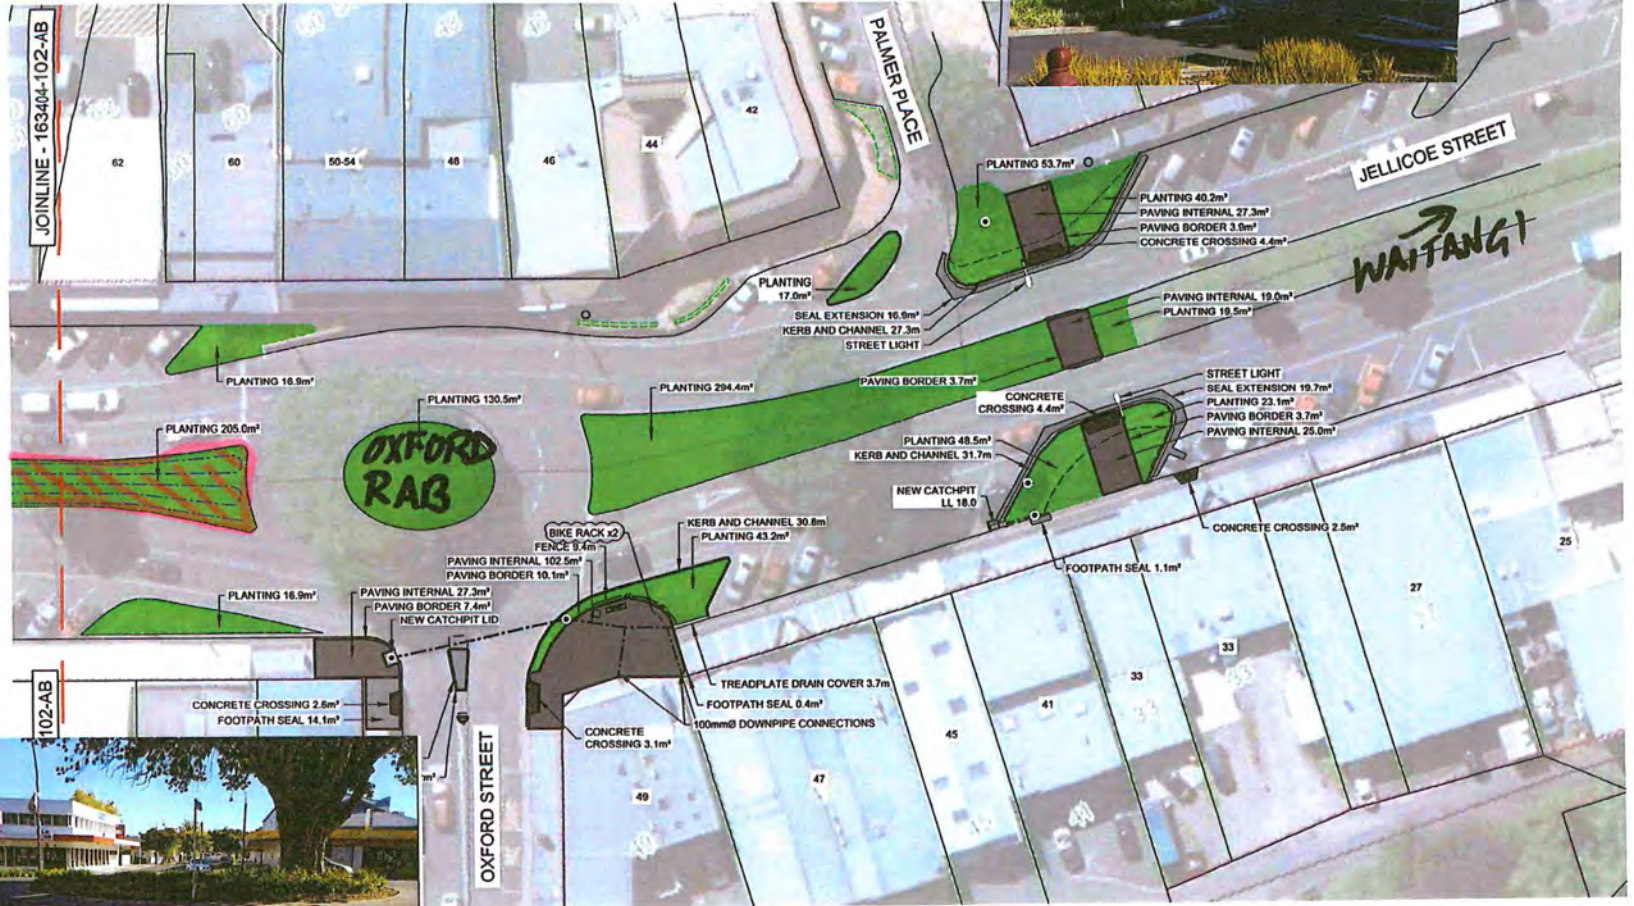 JOINLINE - 163404-102-AB
PALMER PLACE
JELLICOE STREET
WAITANGI
62
60
50-54
48
46
44
42
PLANTING 53.7m²
PLANTING 40.2m²
PAVING INTERNAL 27.3m²
PAVING BORDER 3.9m²
CONCRETE CROSSING 4.4m²
PLANTING
17.0m²
SEAL EXTENSION 16.9m²
KERB AND CHANNEL 27.3m
STREET LIGHT
PAVING INTERNAL 19.0m²
PLANTING 19.5m²
PLANTING 16.9m²
PLANTING 130.5m²
PLANTING 294.4m²
PAVING BORDER 3.7m²
PLANTING 205.0m²
OXFORD
RAB
CONCRETE
CROSSING 4.4m²
STREET LIGHT
SEAL EXTENSION 19.7m²
PLANTING 23.1m²
PAVING BORDER 3.7m²
PAVING INTERNAL 25.0m²
PLANTING 48.5m²
KERB AND CHANNEL 31.7m
NEW CATCHPIT
LL 18.0
CONCRETE CROSSING 2.5m²
FOOTPATH SEAL 1.1m²
BIKE RACK x2
FENCE 9.4m
PAVING INTERNAL 102.5m²
PAVING BORDER 10.1m²
KERB AND CHANNEL 30.8m
PLANTING 43.2m²
PLANTING 16.9m²
PAVING INTERNAL 27.3m²
PAVING BORDER 7.4m²
NEW CATCHPIT LID
CONCRETE CROSSING 2.6m²
FOOTPATH SEAL 14.1m²
102-AB
TREADPLATE DRAIN COVER 3.7m
FOOTPATH SEAL 0.4m²
100mmØ DOWNPIPE CONNECTIONS
CONCRETE
CROSSING 3.1m²
OXFORD STREET
49
47
45
41
33
33
27
25